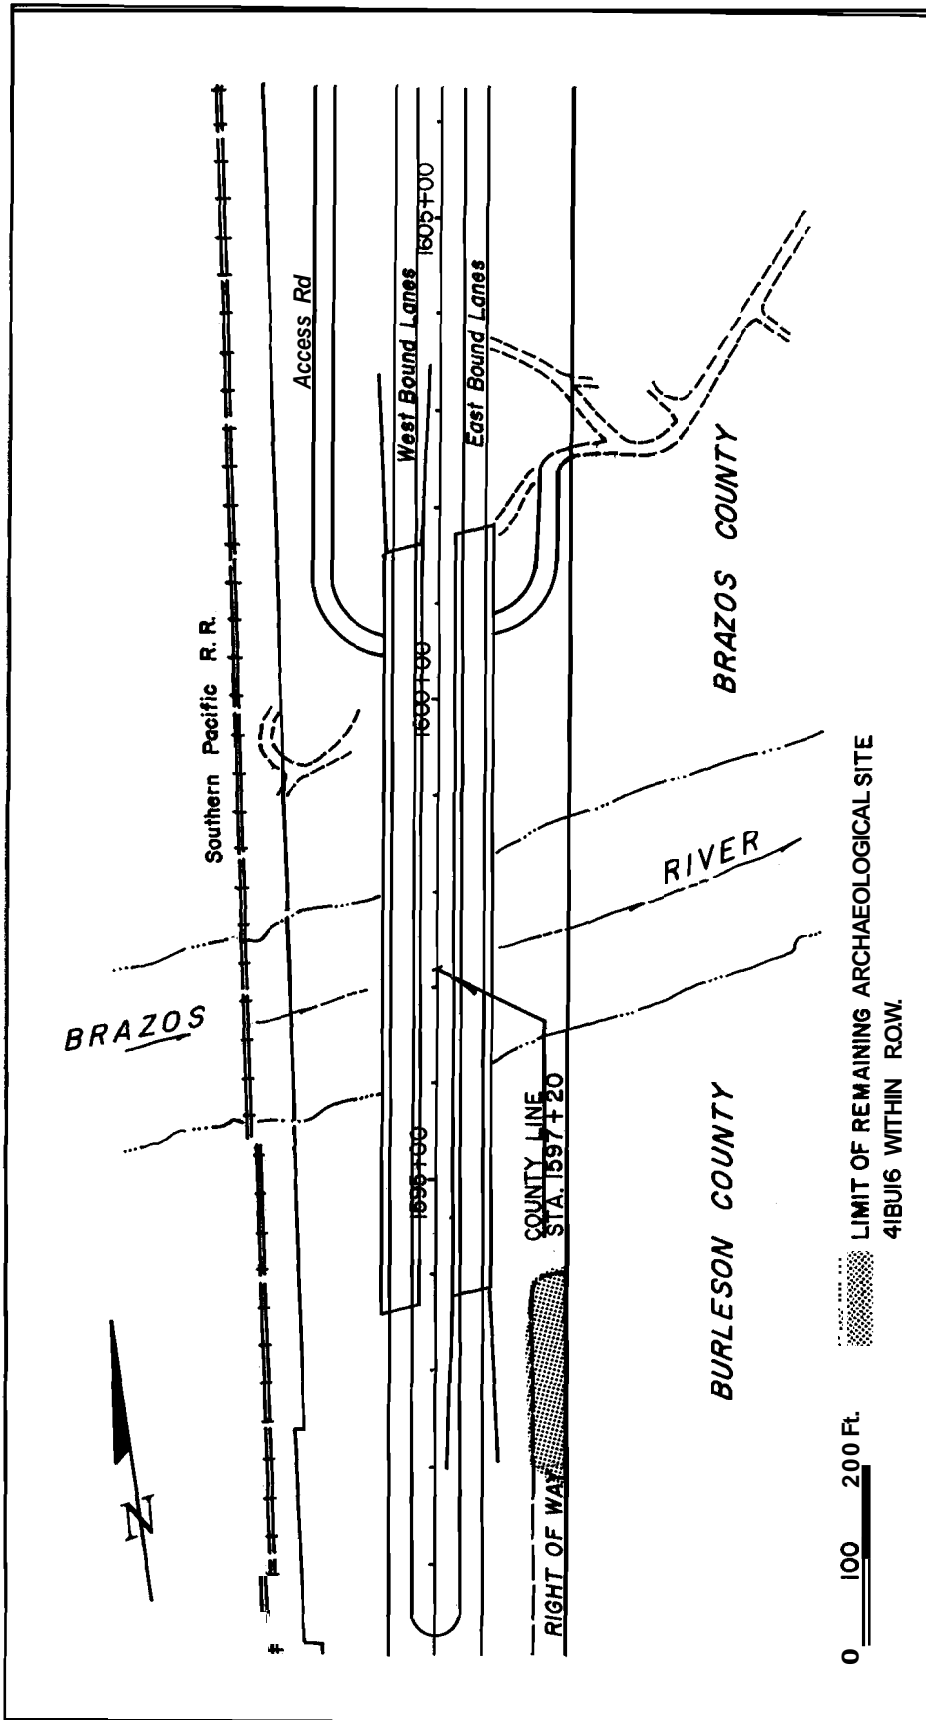 Southern Pacific R. R.
Access Rd
West Bound Lanes
1605+00
East Bound Lanes
1600+00
1595+00
BRAZOS
RIVER
COUNTY LINE
STA. 1597+20
BRAZOS COUNTY
BURLESON COUNTY
RIGHT OF WAY
N
LIMIT OF REMAINING ARCHAEOLOGICAL SITE
41BU16 WITHIN R.O.W.
0 100 200 Ft.